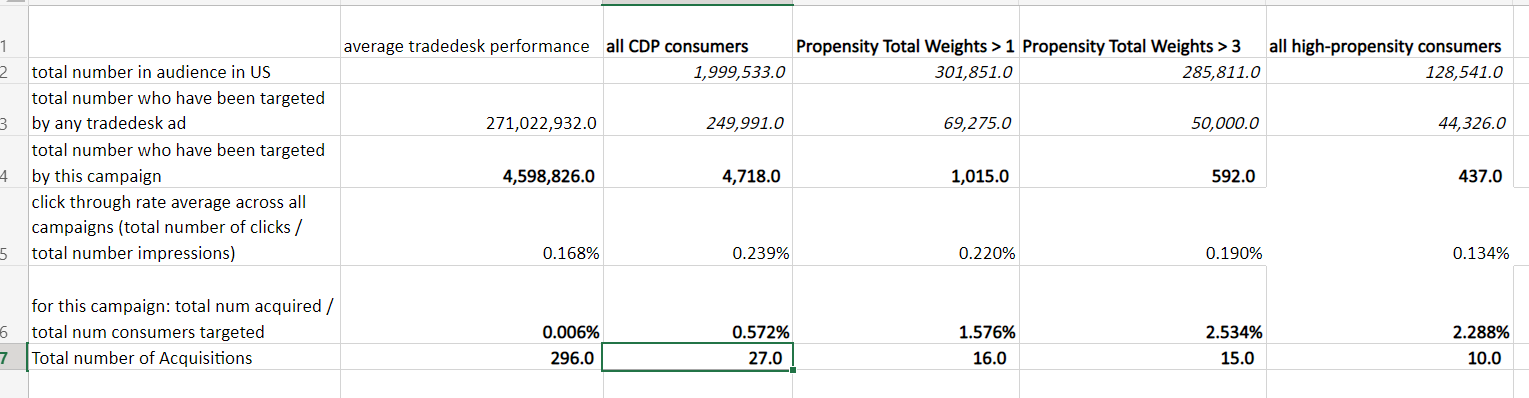 1 average tradedesk performance all CDP consumers Propensity Total Weights > 1 Propensity Total Weights > 3 all high-propensity consumers
2 total number in audience in US 1,999,533.0 301,851.0 285,811.0 128,541.0
total number who have been targeted
3 by any tradedesk ad 271,022,932.0 249,991.0 69,275.0 50,000.0 44,326.0
total number who have been targeted
4 by this campaign 4,598,826.0 4,718.0 1,015.0 592.0 437.0
click through rate average across all
campaigns (total number of clicks /
5 total number impressions) 0.168% 0.239% 0.220% 0.190% 0.134%
for this campaign: total num acquired /
6 total num consumers targeted 0.006% 0.572% 1.576% 2.534% 2.288%
7 Total number of Acquisitions 296.0 27.0 16.0 15.0 10.0